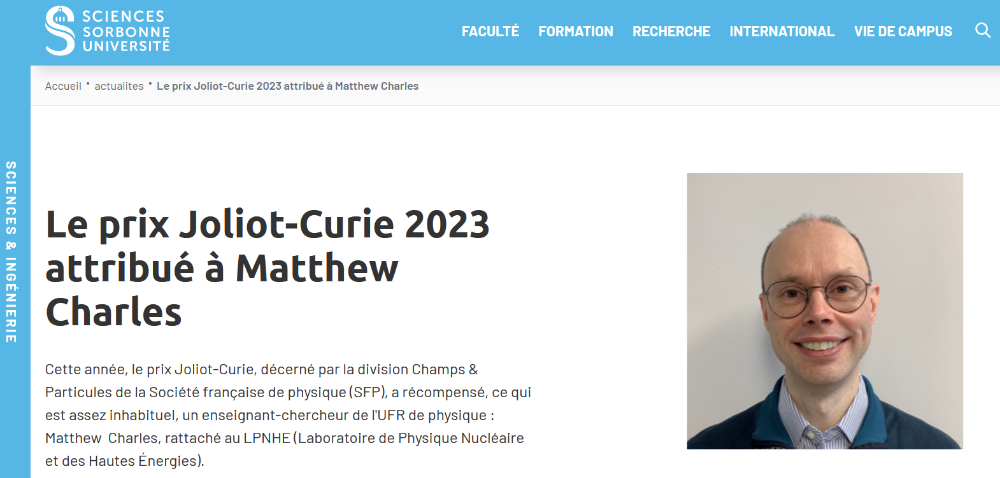 SCIENCES
SORBONNE
UNIVERSITÉ
FACULTÉ FORMATION RECHERCHE INTERNATIONAL VIE DE CAMPUS
Accueil • actualites • Le prix Joliot-Curie 2023 attribué à Matthew Charles
SCIENCES & INGÉNIERIE
Le prix Joliot-Curie 2023
attribué à Matthew
Charles
Cette année, le prix Joliot-Curie, décerné par la division Champs &
Particules de la Société française de physique (SFP), a récompensé, ce qui
est assez inhabituel, un enseignant-chercheur de l'UFR de physique :
Matthew  Charles, rattaché au LPNHE (Laboratoire de Physique Nucléaire
et des Hautes Énergies).